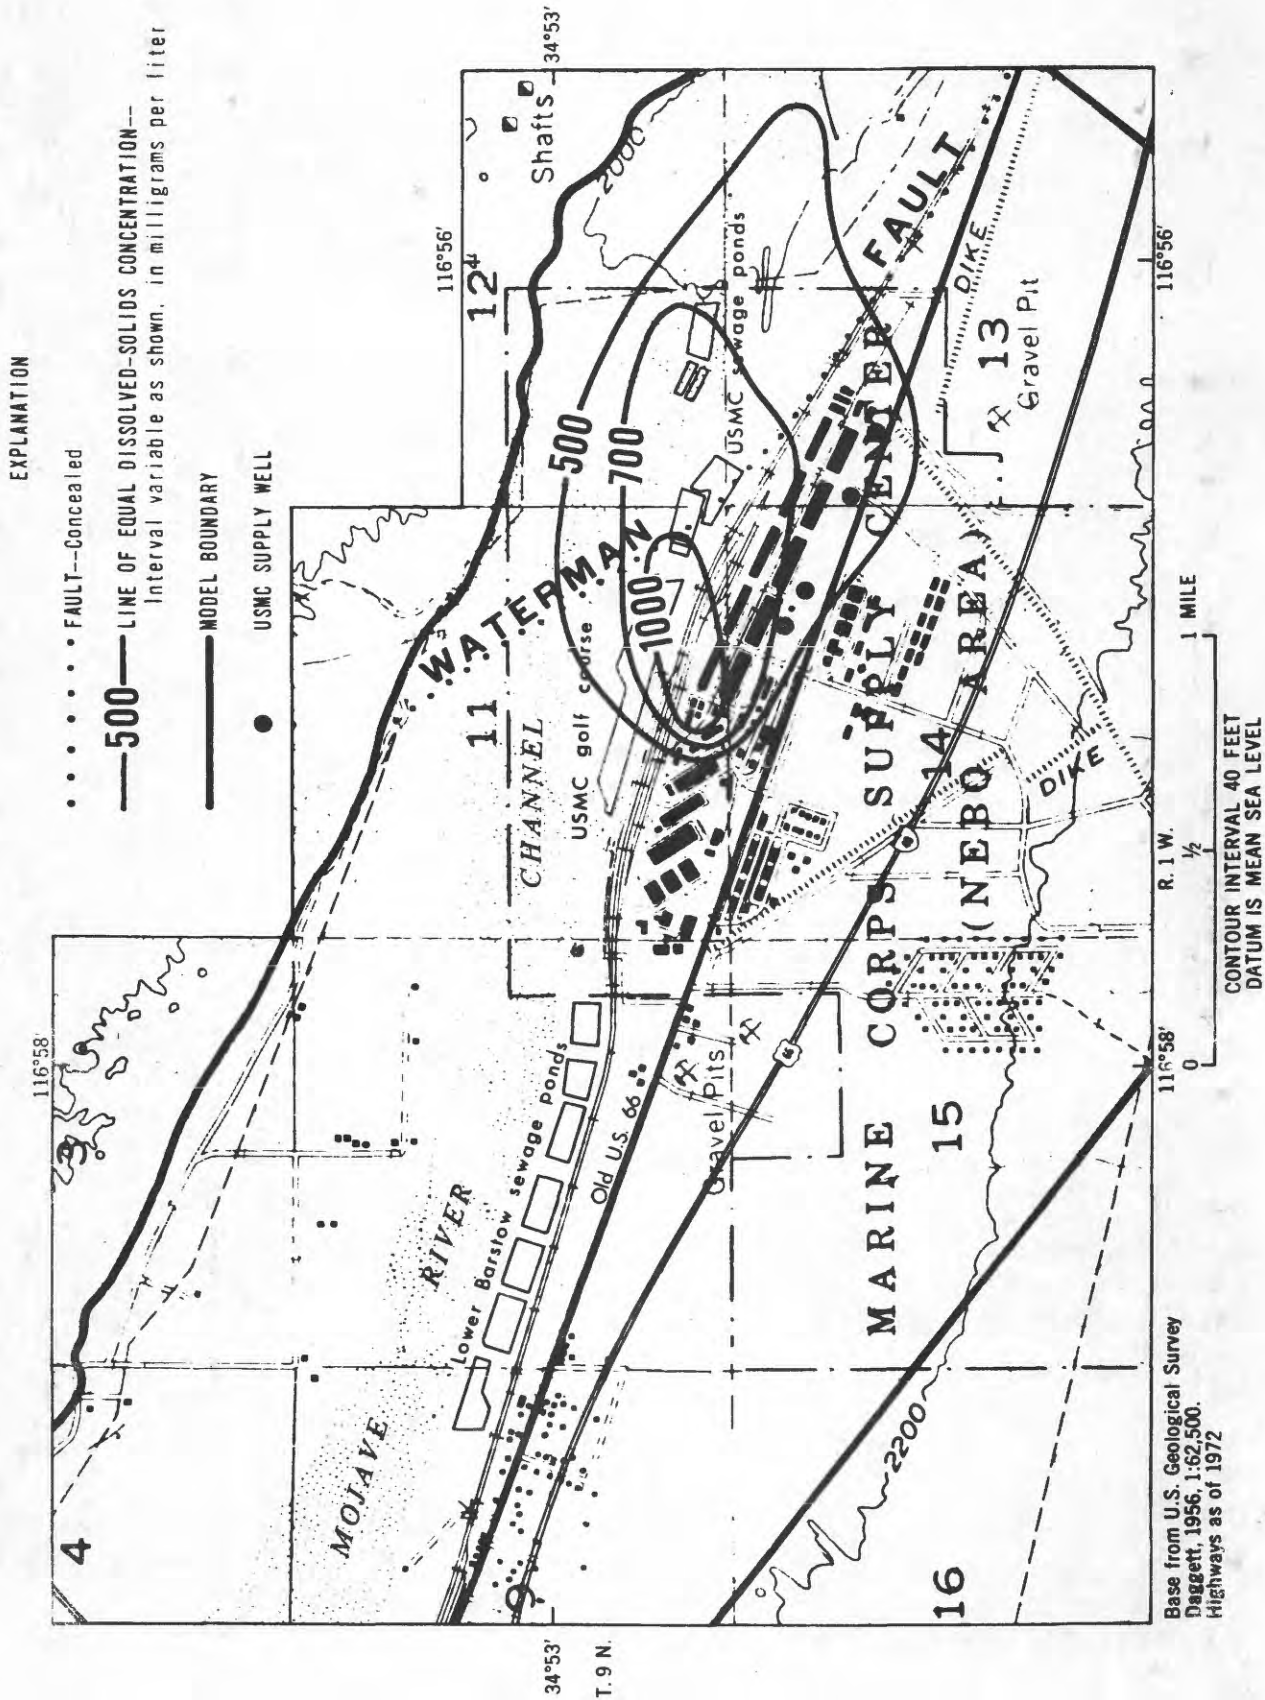 EXPLANATION
FAULT--Concealed
500 LINE OF EQUAL DISSOLVED-SOLIDS CONCENTRATION--
Interval variable as shown, in milligrams per liter
MODEL BOUNDARY
USMC SUPPLY WELL
116°58'
116°56'
34°53'
4
3
12
Shafts
2000
11
WATERMAN
FAULT
500
700
1000
CHANNEL
USMC golf course
USMC sewage ponds
MOJAVE
RIVER
Lower Barstow sewage ponds
Old U.S. 66
Gravel Pits
9
DIKE
13
Gravel Pit
MARINE CORPS SUPPLY CENTER
(NEBO AREA)
14
DIKE
15
16
2200
34°53'
T. 9 N.
116°58'
R. 1 W.
116°56'
0 ½ 1 MILE
CONTOUR INTERVAL 40 FEET
DATUM IS MEAN SEA LEVEL
Base from U.S. Geological Survey
Daggett, 1956, 1:62,500.
Highways as of 1972